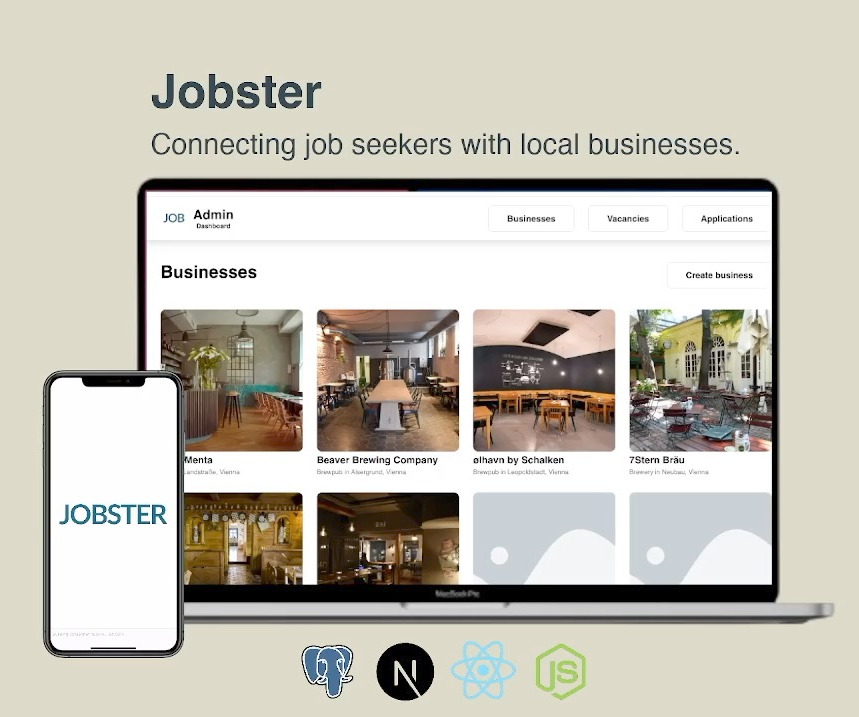 Jobster
Connecting job seekers with local businesses.
JOB
Admin
Dashboard
Businesses
Vacancies
Applications
Businesses
Create business
Menta
Landstraße, Vienna
Beaver Brewing Company
Brewpub in Alsergrund, Vienna
ølhavn by Schalken
Brewpub in Leopoldstadt, Vienna
7Stern Bräu
Brewery in Neubau, Vienna
JOBSTER
MacBook Pro
N
JS